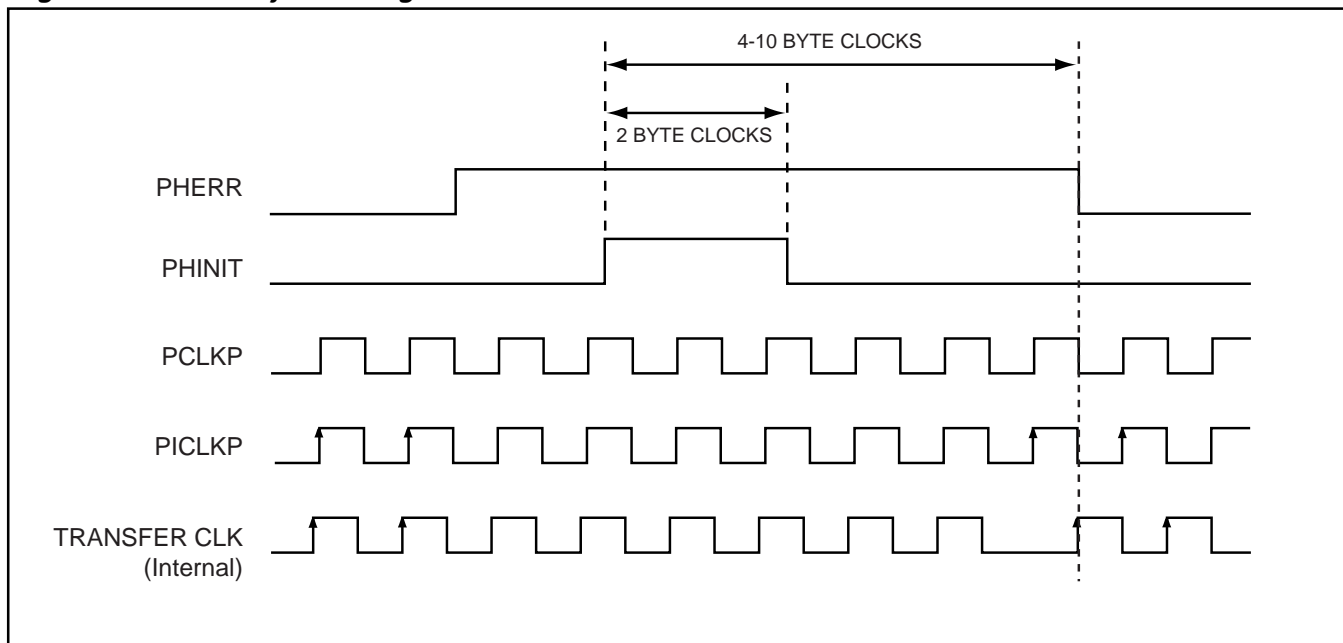 4-10 BYTE CLOCKS
2 BYTE CLOCKS
PHERR
PHINIT
PCLKP
PICLKP
TRANSFER CLK
(Internal)